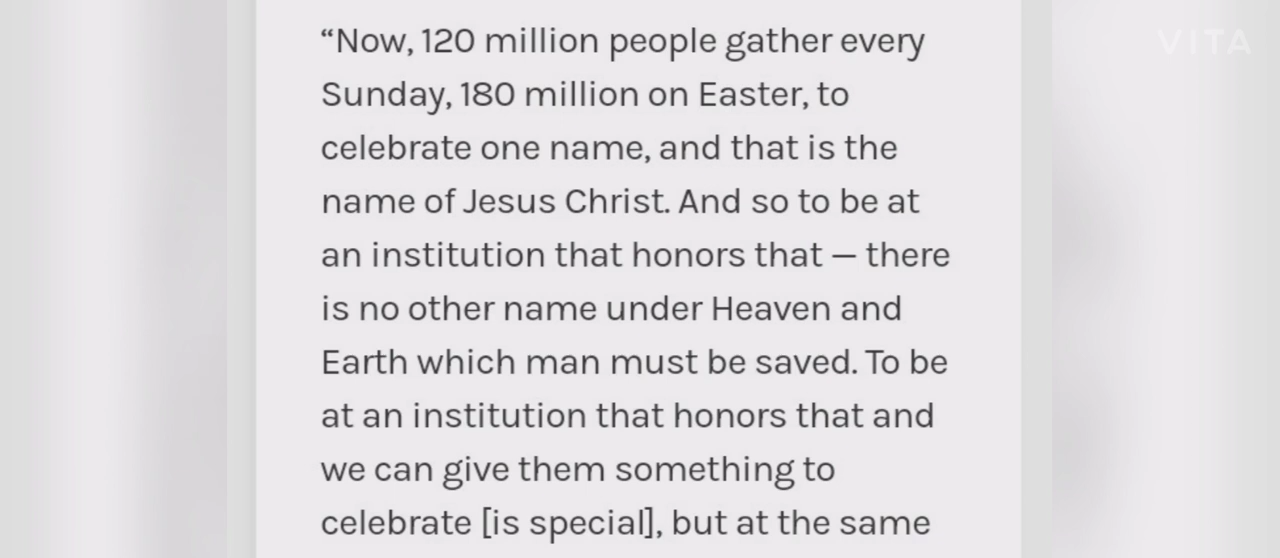 “Now, 120 million people gather every
Sunday, 180 million on Easter, to
celebrate one name, and that is the
name of Jesus Christ. And so to be at
an institution that honors that — there
is no other name under Heaven and
Earth which man must be saved. To be
at an institution that honors that and
we can give them something to
celebrate [is special], but at the same
VITA